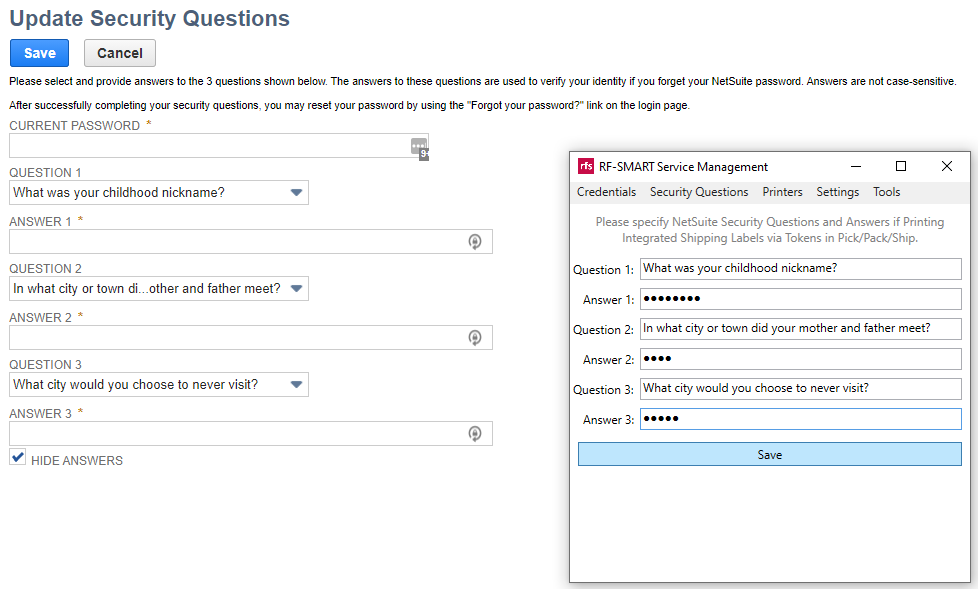 Update Security Questions
Save Cancel
Please select and provide answers to the 3 questions shown below. The answers to these questions are used to verify your identity if you forget your NetSuite password. Answers are not case-sensitive.
After successfully completing your security questions, you may reset your password by using the "Forgot your password?" link on the login page.
CURRENT PASSWORD *
9+
QUESTION 1
What was your childhood nickname?
ANSWER 1 *
QUESTION 2
In what city or town di...other and father meet?
ANSWER 2 *
QUESTION 3
What city would you choose to never visit?
ANSWER 3 *
HIDE ANSWERS
rfs RF-SMART Service Management
Credentials Security Questions Printers Settings Tools
Please specify NetSuite Security Questions and Answers if Printing
Integrated Shipping Labels via Tokens in Pick/Pack/Ship.
Question 1: What was your childhood nickname?
Answer 1: ●●●●●●●●
Question 2: In what city or town did your mother and father meet?
Answer 2: ●●●●
Question 3: What city would you choose to never visit?
Answer 3: ●●●●●
Save